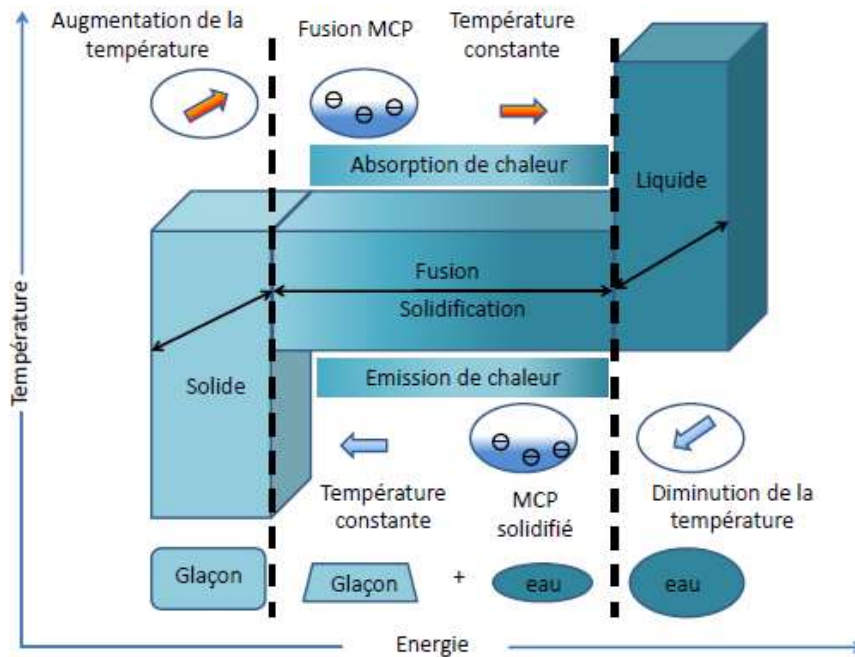 Augmentation de la
température
Fusion MCP
Température
constante
Absorption de chaleur
Liquide
Fusion
Solidification
Solide
Emission de chaleur
Température
constante
MCP
solidifié
Diminution de la
température
Glaçon
Glaçon
+
eau
eau
Température
Energie